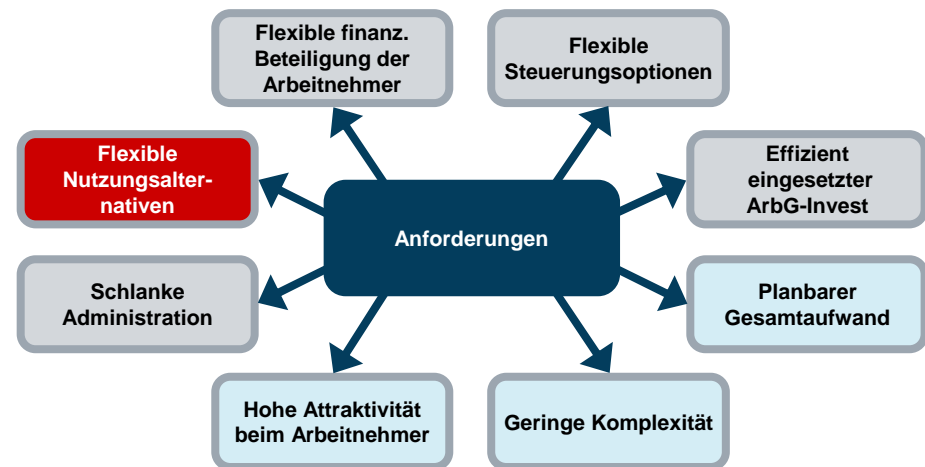 Flexible finanz.
Beteiligung der
Arbeitnehmer
Flexible
Steuerungsoptionen
Flexible
Nutzungsalter-
nativen
Effizient
eingesetzter
ArbG-Invest
Anforderungen
Schlanke
Administration
Planbarer
Gesamtaufwand
Hohe Attraktivität
beim Arbeitnehmer
Geringe Komplexität